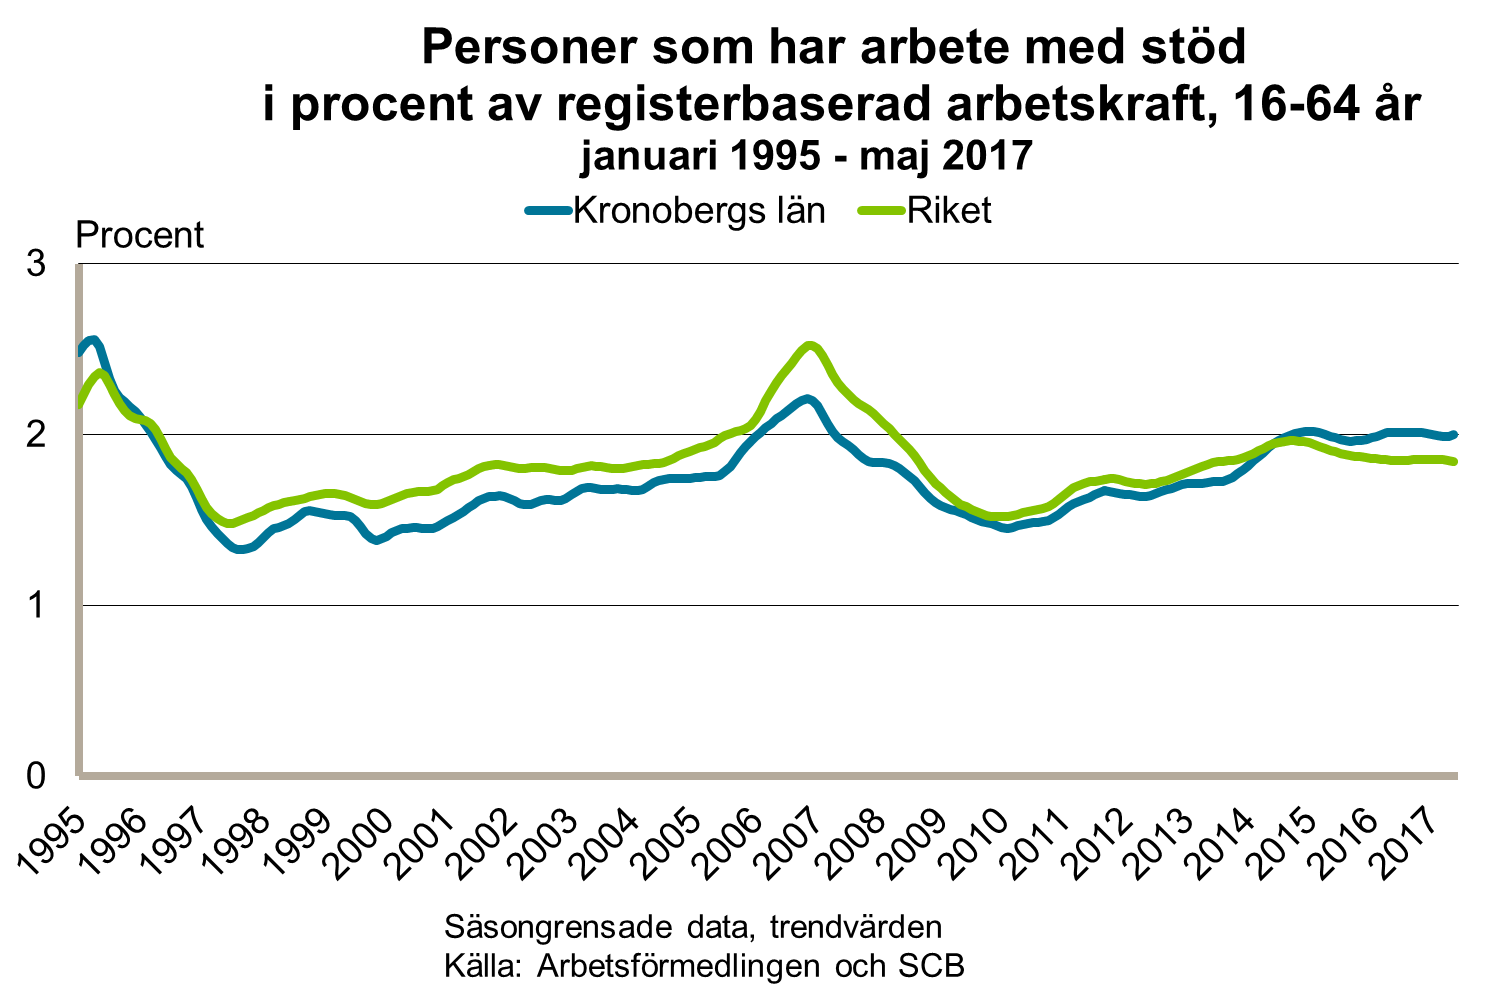 Personer som har arbete med stöd
i procent av registerbaserad arbetskraft, 16-64 år
januari 1995 - maj 2017
Kronobergs län Riket
Procent
3
2
1
0
1995 1996 1997 1998 1999 2000 2001 2002 2003 2004 2005 2006 2007 2008 2009 2010 2011 2012 2013 2014 2015 2016 2017
Säsongrensade data, trendvärden
Källa: Arbetsförmedlingen och SCB